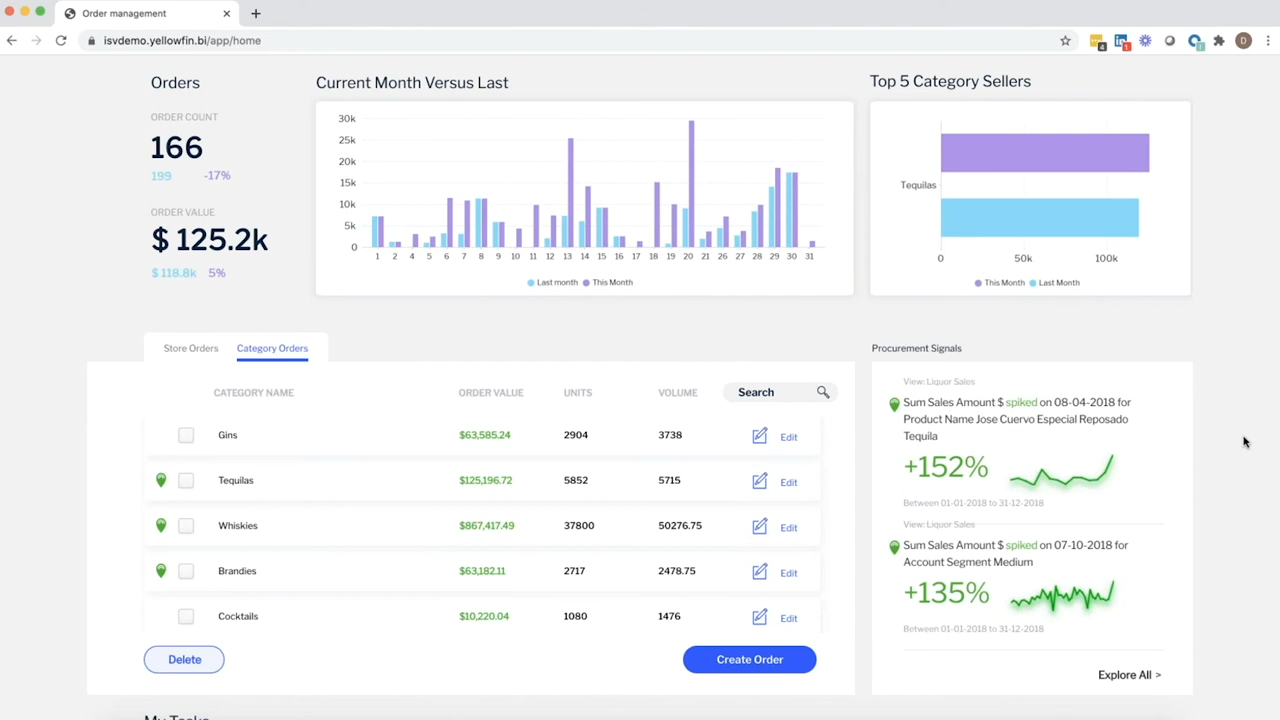 Order management
isvdemo.yellowfin.bi/app/home
4
1
1
D
Orders
ORDER COUNT
166
199 -17%
ORDER VALUE
$ 125.2k
$ 118.8k 5%
Current Month Versus Last
30k
25k
20k
15k
10k
5k
0
1 2 4 5 6 7 8 9 10 11 12 13 14 15 16 17 18 19 20 21 26 27 28 29 30 31
Last month This Month
Top 5 Category Sellers
Tequilas
0 50k 100k
This Month Last Month
Store Orders Category Orders
CATEGORY NAME ORDER VALUE UNITS VOLUME Search
Gins $63,585.24 2904 3738 Edit
Tequilas $125,196.72 5852 5715 Edit
Whiskies $867,417.49 37800 50276.75 Edit
Brandies $63,182.11 2717 2478.75 Edit
Cocktails $10,220.04 1080 1476 Edit
Delete Create Order
Procurement Signals
View: Liquor Sales
Sum Sales Amount $ spiked on 08-04-2018 for
Product Name Jose Cuervo Especial Reposado
Tequila
+152%
Between 01-01-2018 to 31-12-2018
View: Liquor Sales
Sum Sales Amount $ spiked on 07-10-2018 for
Account Segment Medium
+135%
Between 01-01-2018 to 31-12-2018
Explore All >
My Tasks